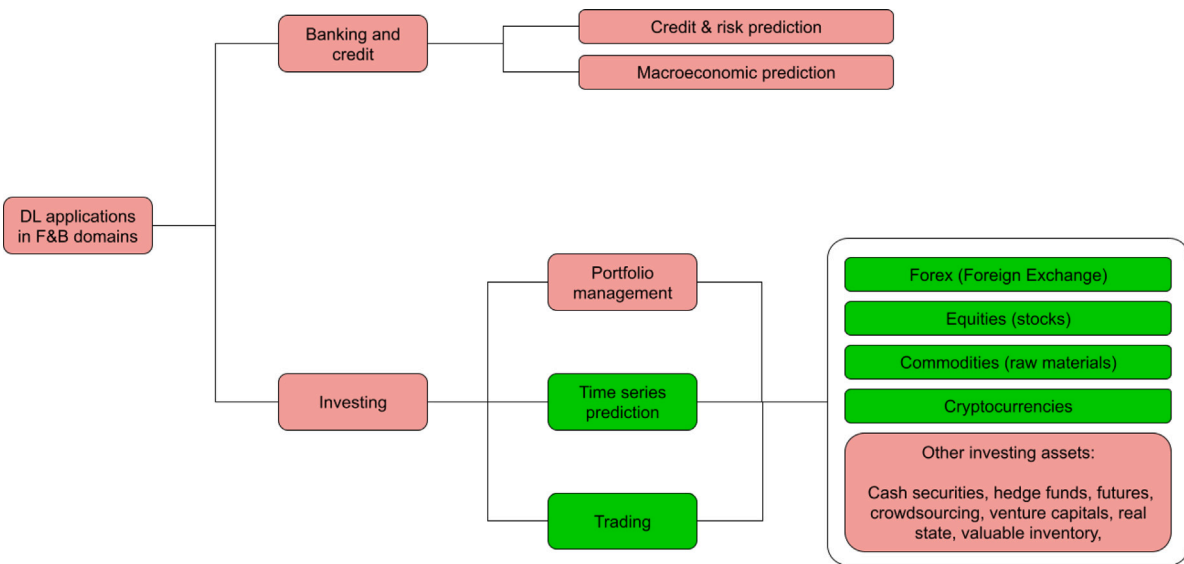 Banking and
credit
Credit & risk prediction
Macroeconomic prediction
DL applications
in F&B domains
Investing
Portfolio
management
Time series
prediction
Trading
Forex (Foreign Exchange)
Equities (stocks)
Commodities (raw materials)
Cryptocurrencies
Other investing assets:
Cash securities, hedge funds, futures,
crowdsourcing, venture capitals, real
state, valuable inventory,